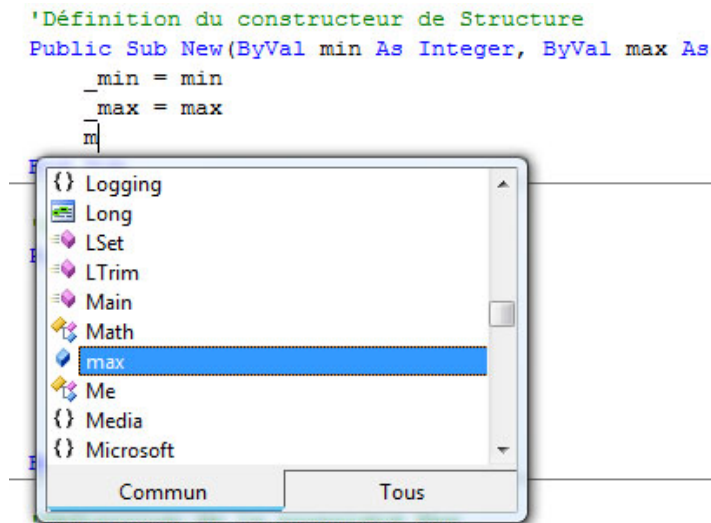 'Définition du constructeur de Structure
Public Sub New(ByVal min As Integer, ByVal max As
_min = min
_max = max
m
Logging
Long
LSet
LTrim
Main
Math
max
Me
Media
Microsoft
Commun Tous